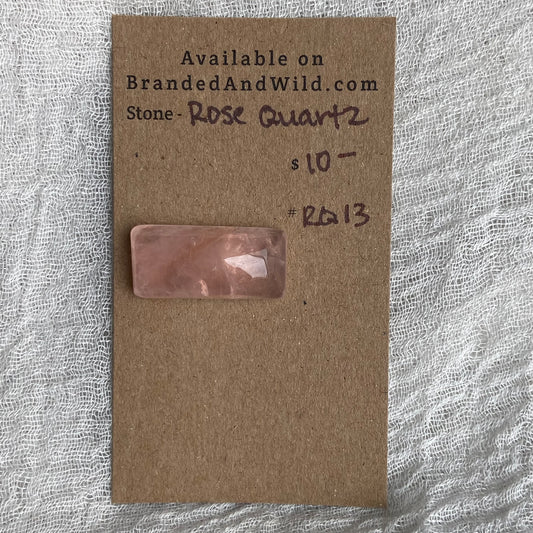 Available on
BrandedAndWild.com
Stone - Rose Quartz
$ 10 -
# RQ13